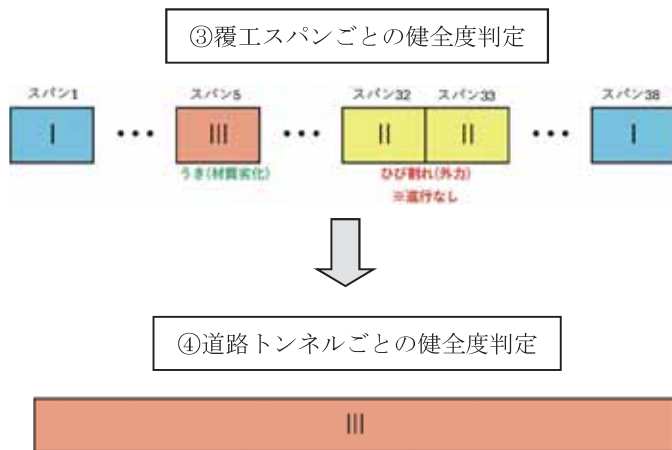 ③覆工スパンごとの健全度判定
スパン1 スパン5 スパン32 スパン33 スパン38
I ••• III ••• II II ••• I
うき(材質劣化) ひび割れ(外力)
※進行なし
④道路トンネルごとの健全度判定
III